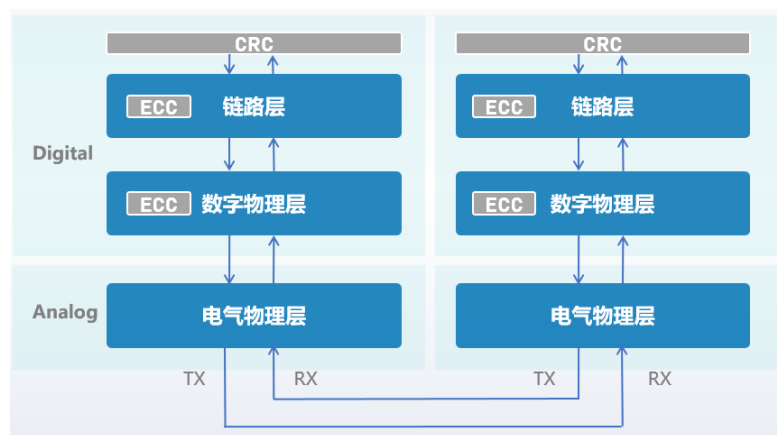 CRC
CRC
ECC 链路层
ECC 链路层
Digital
ECC 数字物理层
ECC 数字物理层
Analog
电气物理层
电气物理层
TX
RX
TX
RX